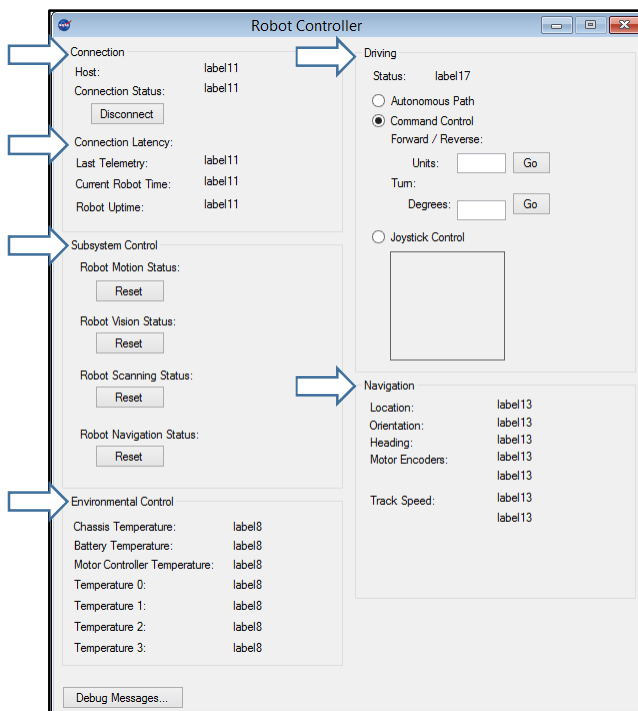 Robot Controller
Connection
Host: label11
Connection Status: label11
Disconnect
Connection Latency:
Last Telemetry: label11
Current Robot Time: label11
Robot Uptime: label11
Subsystem Control
Robot Motion Status:
Reset
Robot Vision Status:
Reset
Robot Scanning Status:
Reset
Robot Navigation Status:
Reset
Environmental Control
Chassis Temperature: label8
Battery Temperature: label8
Motor Controller Temperature: label8
Temperature 0: label8
Temperature 1: label8
Temperature 2: label8
Temperature 3: label8
Debug Messages...
Driving
Status: label17
Autonomous Path
Command Control
Forward / Reverse:
Units: Go
Turn:
Degrees: Go
Joystick Control
Navigation
Location: label13
Orientation: label13
Heading: label13
Motor Encoders: label13
label13
Track Speed: label13
label13